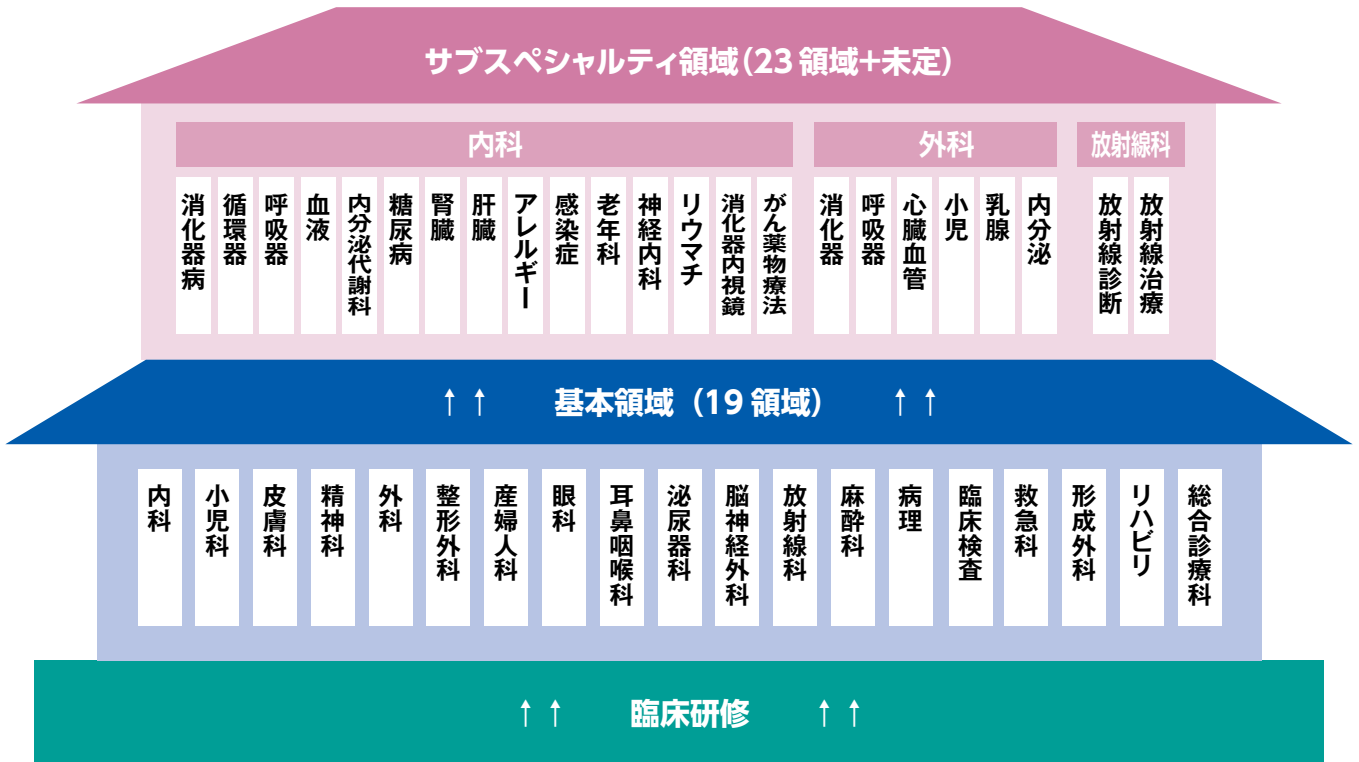 サブスペシャルティ領域（23 領域+未定）
内科
外科
放射線科
消化器病
循環器
呼吸器
血液
内分泌代謝科
糖尿病
腎臓
肝臓
アレルギー
感染症
老年科
神経内科
リウマチ
消化器内視鏡
がん薬物療法
消化器
呼吸器
心臓血管
小児
乳腺
内分泌
放射線診断
放射線治療
↑ ↑ 基本領域（19 領域） ↑ ↑
内科
小児科
皮膚科
精神科
外科
整形外科
産婦人科
眼科
耳鼻咽喉科
泌尿器科
脳神経外科
放射線科
麻酔科
病理
臨床検査
救急科
形成外科
リハビリ
総合診療科
↑ ↑ 臨床研修 ↑ ↑